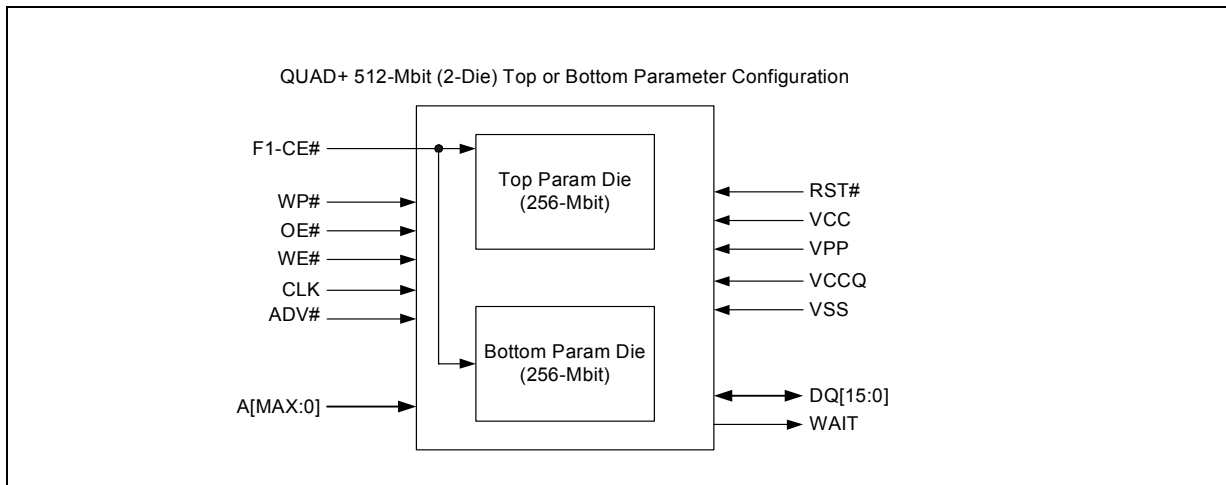 QUAD+ 512-Mbit (2-Die) Top or Bottom Parameter Configuration
F1-CE#
WP#
OE#
WE#
CLK
ADV#
A[MAX:0]
Top Param Die
(256-Mbit)
Bottom Param Die
(256-Mbit)
RST#
VCC
VPP
VCCQ
VSS
DQ[15:0]
WAIT